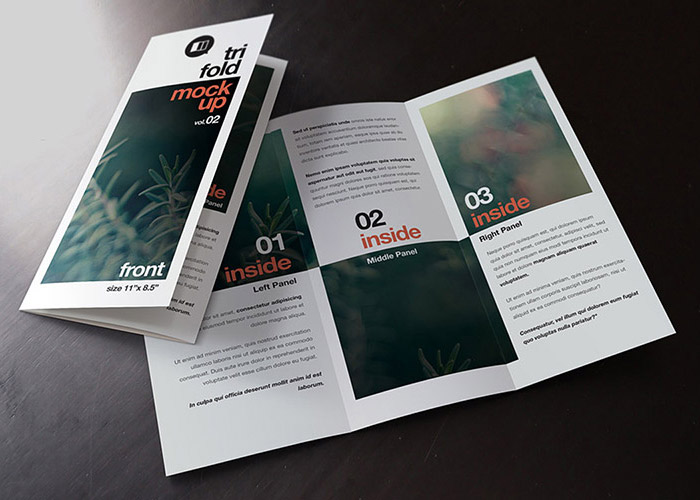 tri
fold
mock
up
vol.02
front
size 11"x 8.5"
inside
Panel
01
inside
Left Panel
sit amet, consectetur adipiscing
eiusmod tempor incididunt ut labore et
dolore magna aliqua.
Ut enim ad minim veniam, quis nostrud exercitation
ullamco laboris nisi ut aliquip ex ea commodo
consequat. Duis aute irure dolor in reprehenderit in
voluptate velit esse cillum dolore eu fugiat.
In culpa qui officia deserunt mollit anim id est
laborum.
Sed ut perspiciatis unde omnis iste natus error
sit voluptatem accusantium doloremque laudan-
tium, totam rem aperiam, eaque ipsa quae ab illo
inventore veritatis et quasi architecto beatae vitae
dicta sunt explicabo.
Nemo enim ipsam voluptatem quia voluptas sit
aspernatur aut odit aut fugit, sed quia conse-
quuntur magni dolores eos qui ratione voluptatem
sequi nesciunt. Neque porro quisquam est, qui
dolorem ipsum quia dolor sit amet, consectetur.
02
inside
Middle Panel
03
inside
Right Panel
Neque porro quisquam est, qui dolorem ipsum
quia dolor sit amet, consectetur, adipisci velit, sed
quia non numquam eius modi tempora incidunt ut
labore et dolore magnam aliquam quaerat
voluptatem.
Ut enim ad minima veniam, quis nostrum exercita-
tionem ullam corporis suscipit laboriosam, nisi ut
aliquid ex ea commodi consequatur?
Consequatur, vel illum qui dolorem eum fugiat
quo voluptas nulla pariatur?"